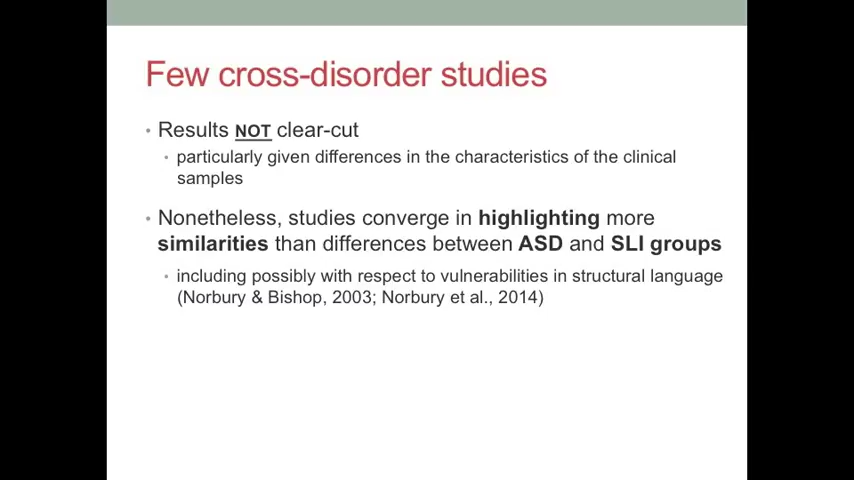 Few cross-disorder studies
• Results NOT clear-cut
• particularly given differences in the characteristics of the clinical
samples
• Nonetheless, studies converge in highlighting more
similarities than differences between ASD and SLI groups
• including possibly with respect to vulnerabilities in structural language
(Norbury & Bishop, 2003; Norbury et al., 2014)